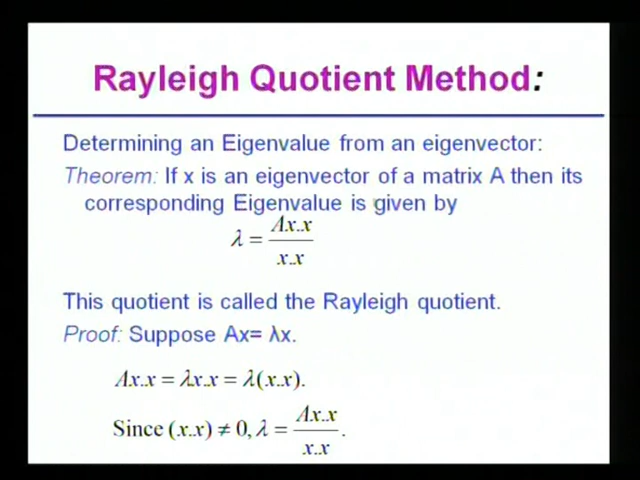 Rayleigh Quotient Method:
Determining an Eigenvalue from an eigenvector:
Theorem: If x is an eigenvector of a matrix A then its
corresponding Eigenvalue is given by
λ = Ax.x / x.x
This quotient is called the Rayleigh quotient.
Proof: Suppose Ax= λx.
Ax.x = λx.x = λ(x.x).
Since (x.x) ≠ 0, λ = Ax.x / x.x.